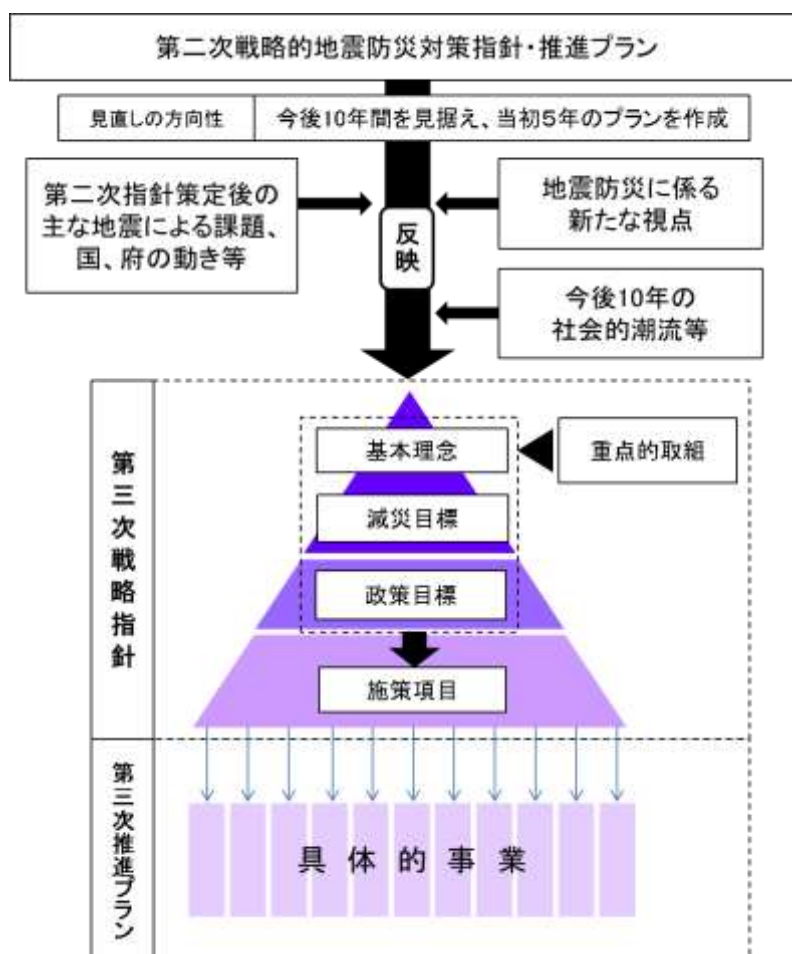 第二次戦略的地震防災対策指針・推進プラン
見直しの方向性
今後10年間を見据え、当初５年のプランを作成
第二次指針策定後の
主な地震による課題、
国、府の動き等
地震防災に係る
新たな視点
反映
今後10年の
社会的潮流等
第三次戦略指針
基本理念
重点的取組
減災目標
政策目標
施策項目
第三次推進プラン
具体的事業